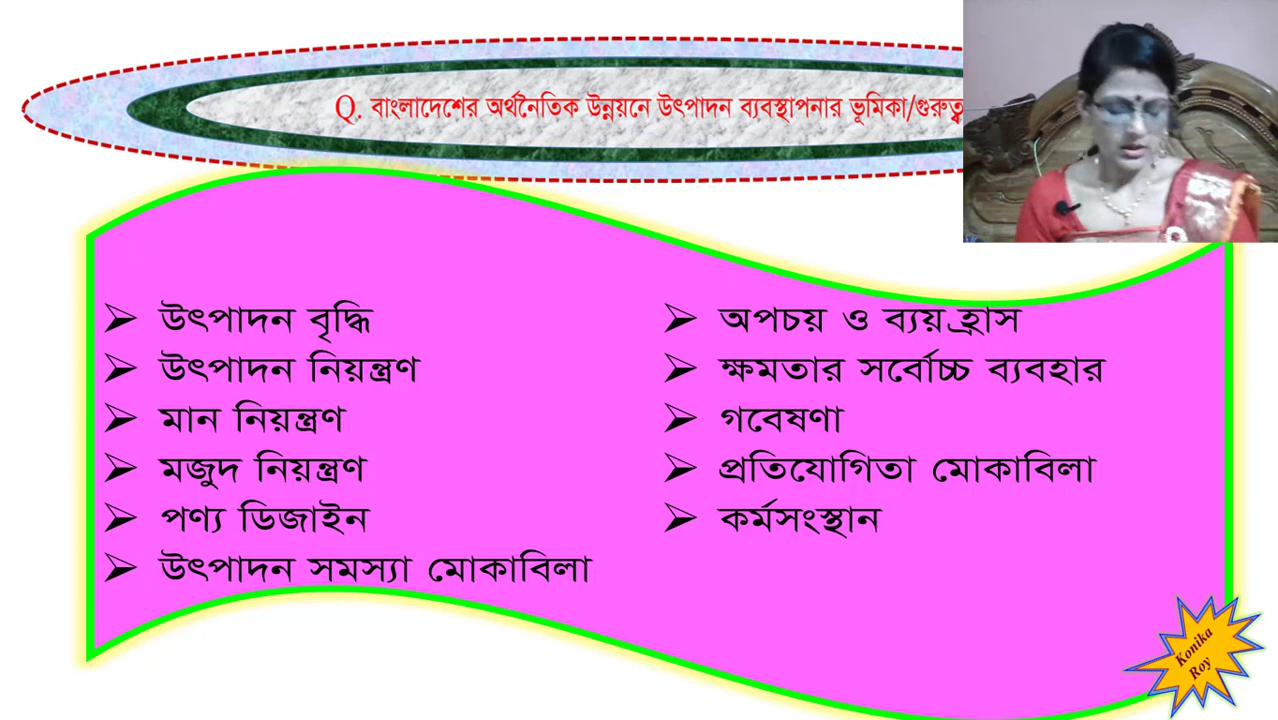 Q. বাংলাদেশের অর্থনৈতিক উন্নয়নে উৎপাদন ব্যবস্থাপনার ভূমিকা/গুরুত্ব
উৎপাদন বৃদ্ধি
উৎপাদন নিয়ন্ত্রণ
মান নিয়ন্ত্রণ
মজুদ নিয়ন্ত্রণ
পণ্য ডিজাইন
উৎপাদন সমস্যা মোকাবিলা
অপচয় ও ব্যয় হ্রাস
ক্ষমতার সর্বোচ্চ ব্যবহার
গবেষণা
প্রতিযোগিতা মোকাবিলা
কর্মসংস্থান
Konika
Roy